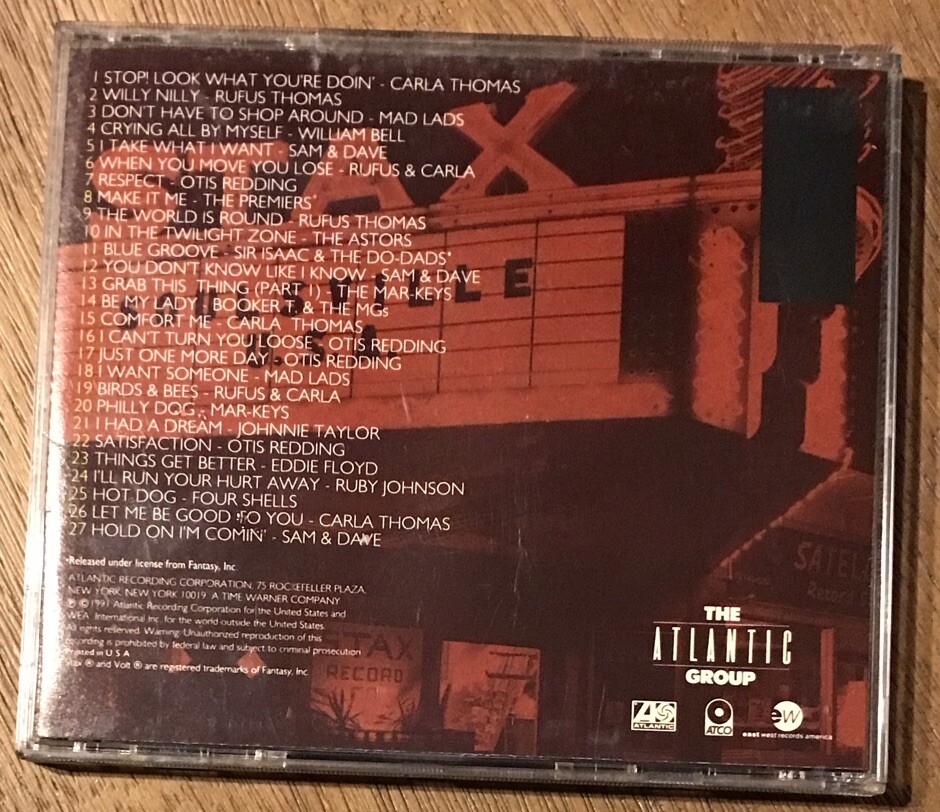 1 STOP! LOOK WHAT YOU'RE DOIN' - CARLA THOMAS
2 WILLY NILLY - RUFUS THOMAS
3 DON'T HAVE TO SHOP AROUND - MAD LADS
4 CRYING ALL BY MYSELF - WILLIAM BELL
5 I TAKE WHAT I WANT - SAM & DAVE
6 WHEN YOU MOVE YOU LOSE - RUFUS & CARLA
7 RESPECT - OTIS REDDING
8 MAKE IT ME - THE PREMIERS*
9 THE WORLD IS ROUND - RUFUS THOMAS
10 IN THE TWILIGHT ZONE - THE ASTORS
11 BLUE GROOVE - SIR ISAAC & THE DO-DADS*
12 YOU DON'T KNOW LIKE I KNOW - SAM & DAVE
13 GRAB THIS THING (PART 1) - THE MAR-KEYS
14 BE MY LADY - BOOKER T. & THE MGs
15 COMFORT ME - CARLA THOMAS
16 I CAN'T TURN YOU LOOSE - OTIS REDDING
17 JUST ONE MORE DAY - OTIS REDDING
18 I WANT SOMEONE - MAD LADS
19 BIRDS & BEES - RUFUS & CARLA
20 PHILLY DOG - MAR-KEYS
21 I HAD A DREAM - JOHNNIE TAYLOR
22 SATISFACTION - OTIS REDDING
23 THINGS GET BETTER - EDDIE FLOYD
24 I'LL RUN YOUR HURT AWAY - RUBY JOHNSON
25 HOT DOG - FOUR SHELLS
26 LET ME BE GOOD TO YOU - CARLA THOMAS
27 HOLD ON I'M COMIN' - SAM & DAVE
*Released under license from Fantasy, Inc.
ATLANTIC RECORDING CORPORATION, 75 ROCKEFELLER PLAZA,
NEW YORK, NEW YORK 10019. A TIME WARNER COMPANY
℗ © 1991 Atlantic Recording Corporation for the United States and
WEA International Inc. for the world outside the United States.
All rights reserved. Warning: Unauthorized reproduction of this
recording is prohibited by federal law and subject to criminal prosecution
Printed in U S A
Stax ® and Volt ® are registered trademarks of Fantasy, Inc.
STAX
U.S.A.
STAX
RECORD
THE
ATLANTIC
GROUP
ATLANTIC
ATCO
ew
east west records america